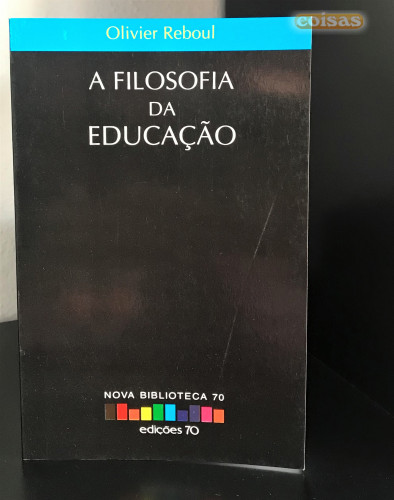 coisas
Olivier Reboul
A FILOSOFIA
DA
EDUCAÇÃO
NOVA BIBLIOTECA 70
edições 70